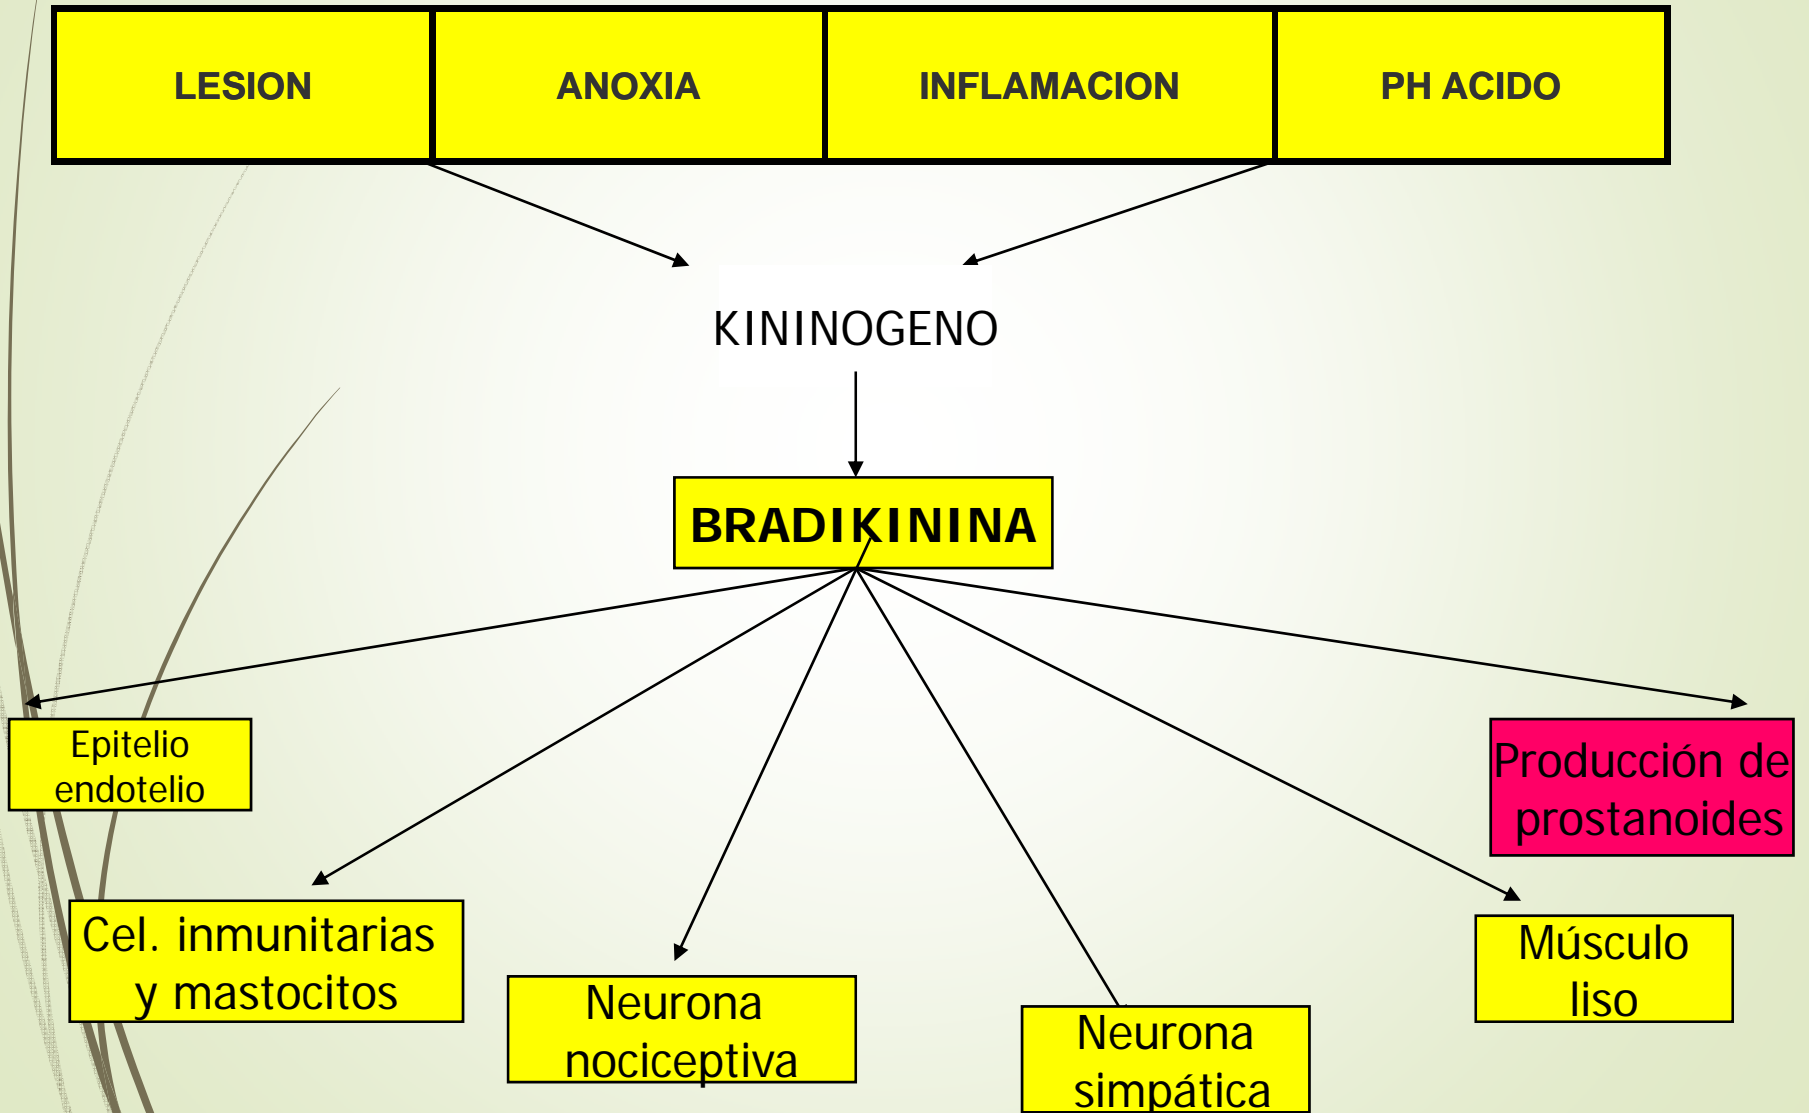 LESION
ANOXIA
INFLAMACION
PH ACIDO
KININOGENO
BRADIKININA
Epitelio
endotelio
Cel. inmunitarias
y mastocitos
Neurona
nociceptiva
Neurona
simpática
Músculo
liso
Producción de
prostanoides